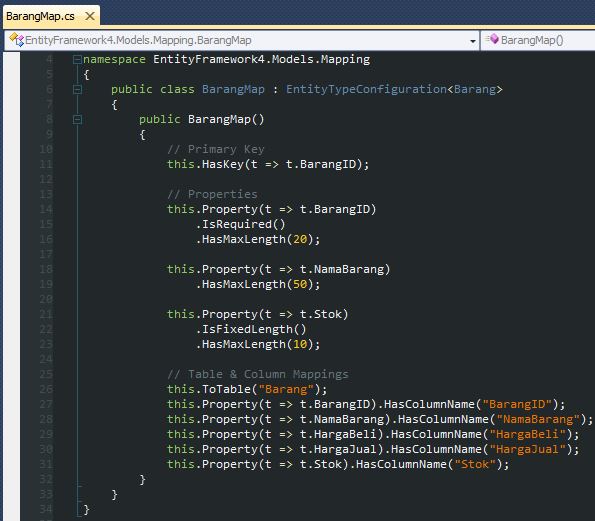 BarangMap.cs
EntityFramework4.Models.Mapping.BarangMap BarangMap()
4 namespace EntityFramework4.Models.Mapping
5 {
6 public class BarangMap : EntityTypeConfiguration<Barang>
7 {
8 public BarangMap()
9 {
10 // Primary Key
11 this.HasKey(t => t.BarangID);
12
13 // Properties
14 this.Property(t => t.BarangID)
15 .IsRequired()
16 .HasMaxLength(20);
17
18 this.Property(t => t.NamaBarang)
19 .HasMaxLength(50);
20
21 this.Property(t => t.Stok)
22 .IsFixedLength()
23 .HasMaxLength(10);
24
25 // Table & Column Mappings
26 this.ToTable("Barang");
27 this.Property(t => t.BarangID).HasColumnName("BarangID");
28 this.Property(t => t.NamaBarang).HasColumnName("NamaBarang");
29 this.Property(t => t.HargaBeli).HasColumnName("HargaBeli");
30 this.Property(t => t.HargaJual).HasColumnName("HargaJual");
31 this.Property(t => t.Stok).HasColumnName("Stok");
32 }
33 }
34 }